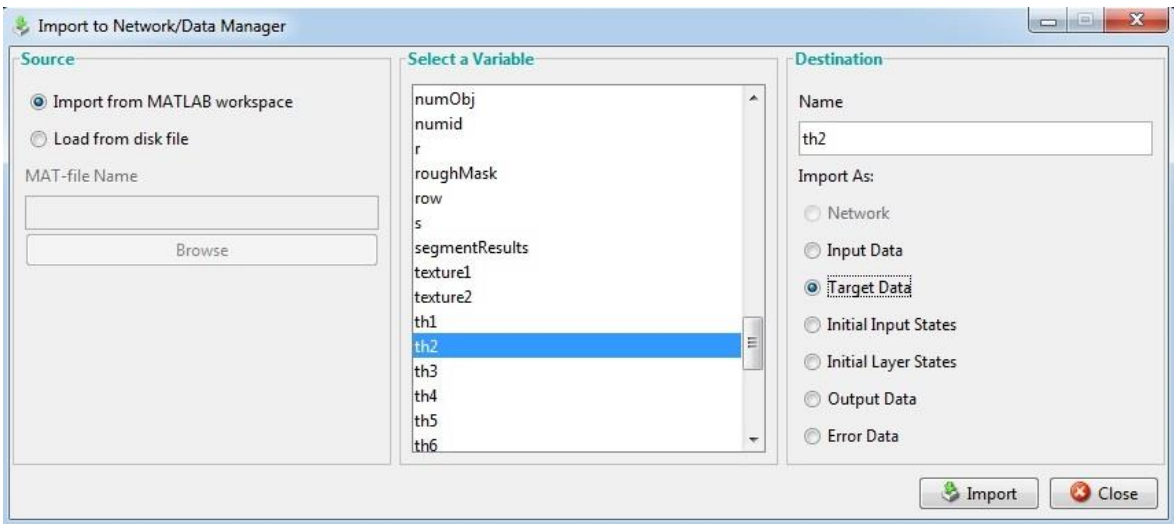 Import to Network/Data Manager
Source
Import from MATLAB workspace
Load from disk file
MAT-file Name
Browse
Select a Variable
numObj
numid
r
roughMask
row
s
segmentResults
texture1
texture2
th1
th2
th3
th4
th5
th6
Destination
Name
th2
Import As:
Network
Input Data
Target Data
Initial Input States
Initial Layer States
Output Data
Error Data
Import
Close